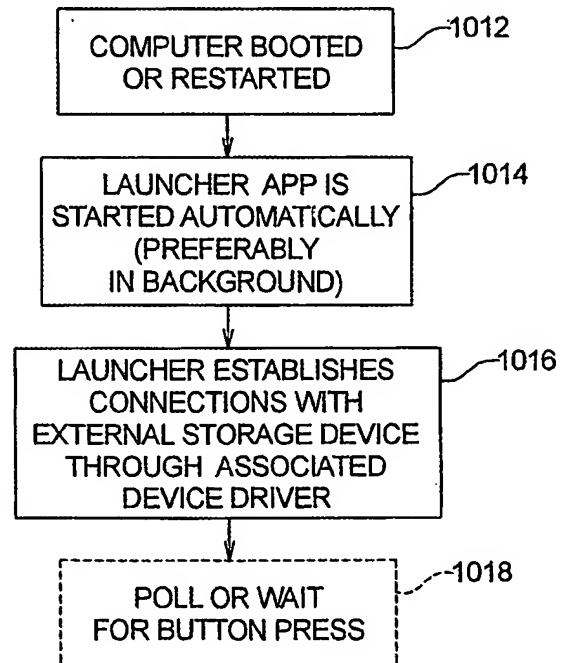 COMPUTER BOOTED
OR RESTARTED
1012
LAUNCHER APP IS
STARTED AUTOMATICALLY
(PREFERABLY
IN BACKGROUND)
1014
LAUNCHER ESTABLISHES
CONNECTIONS WITH
EXTERNAL STORAGE DEVICE
THROUGH ASSOCIATED
DEVICE DRIVER
1016
POLL OR WAIT
FOR BUTTON PRESS
1018